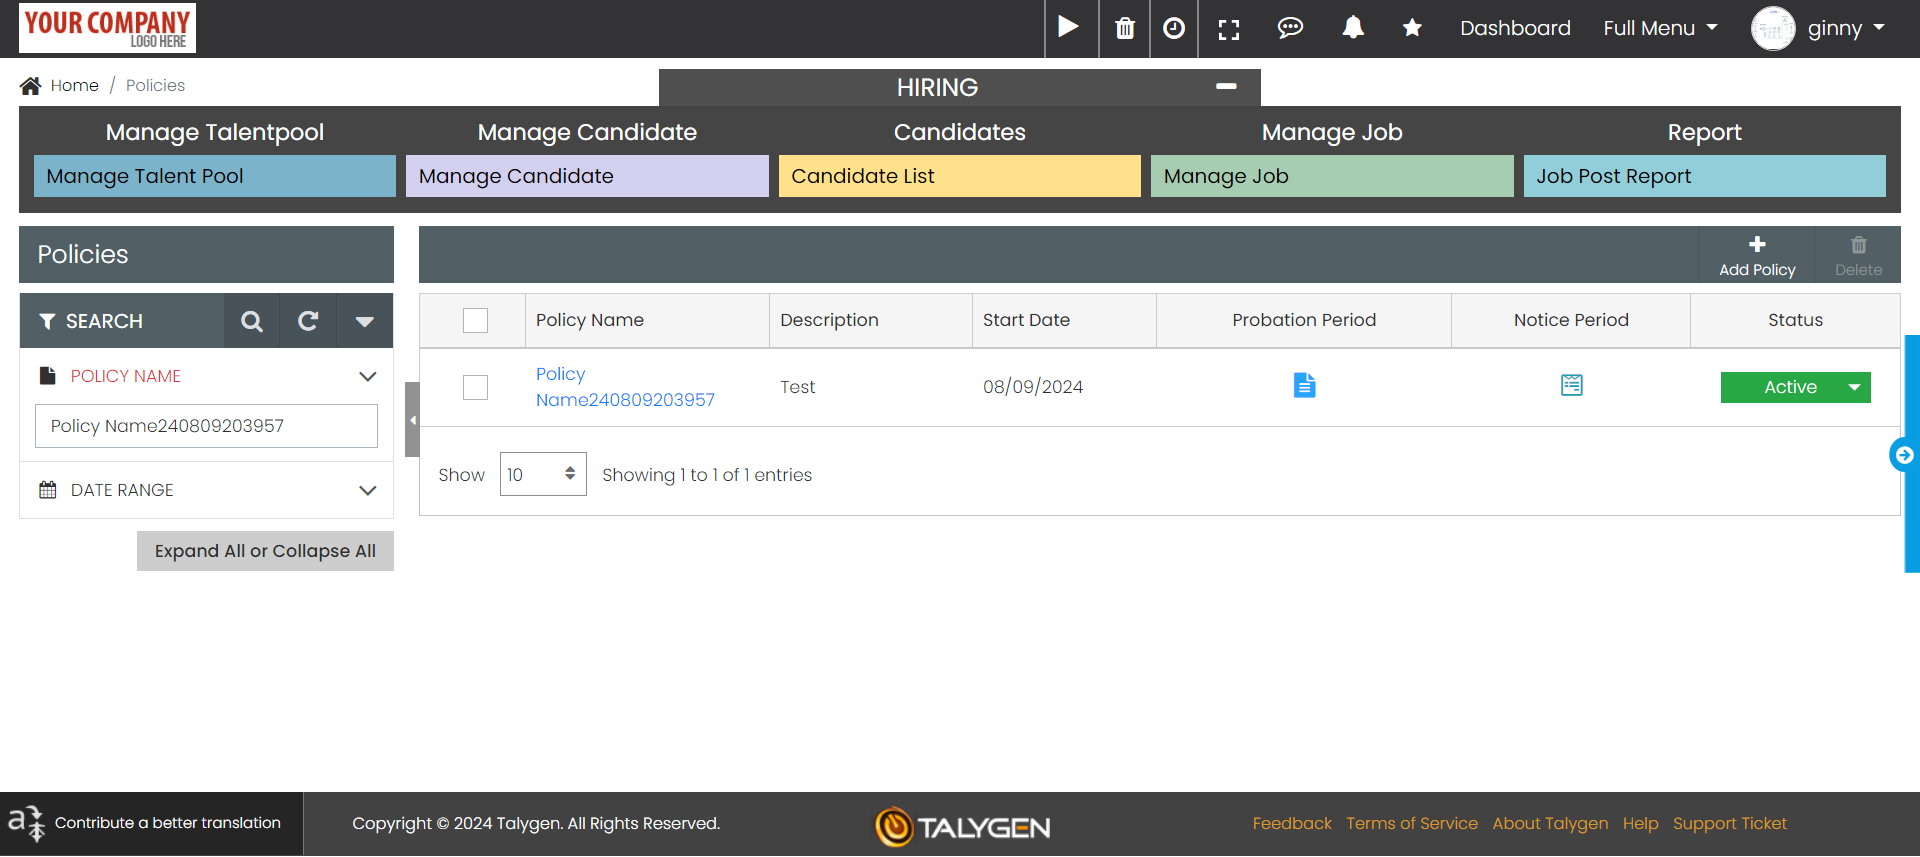 YOUR COMPANY
LOGO HERE
Dashboard
Full Menu
ginny
Home / Policies
HIRING
Manage Talentpool
Manage Candidate
Candidates
Manage Job
Report
Manage Talent Pool
Manage Candidate
Candidate List
Manage Job
Job Post Report
Policies
Add Policy
Delete
SEARCH
POLICY NAME
Policy Name240809203957
DATE RANGE
Expand All or Collapse All
Policy Name
Description
Start Date
Probation Period
Notice Period
Status
Policy
Name240809203957
Test
08/09/2024
Active
Show 10 Showing 1 to 1 of 1 entries
Contribute a better translation
Copyright © 2024 Talygen. All Rights Reserved.
TALYGEN
Feedback
Terms of Service
About Talygen
Help
Support Ticket